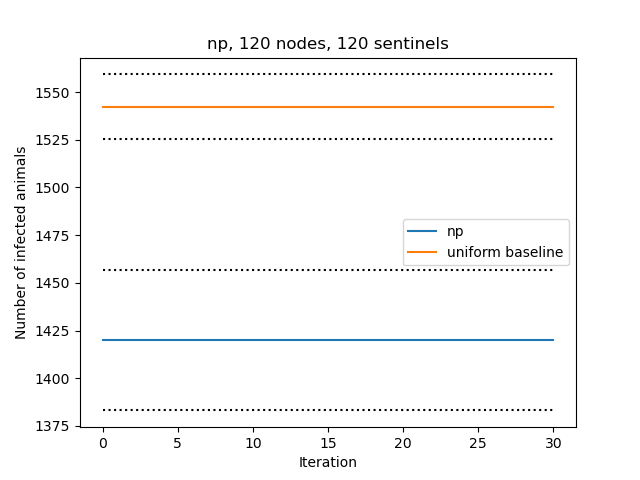 np, 120 nodes, 120 sentinels
Number of infected animals
1550
1525
1500
1475
1450
1425
1400
1375
np
uniform baseline
0 5 10 15 20 25 30
Iteration